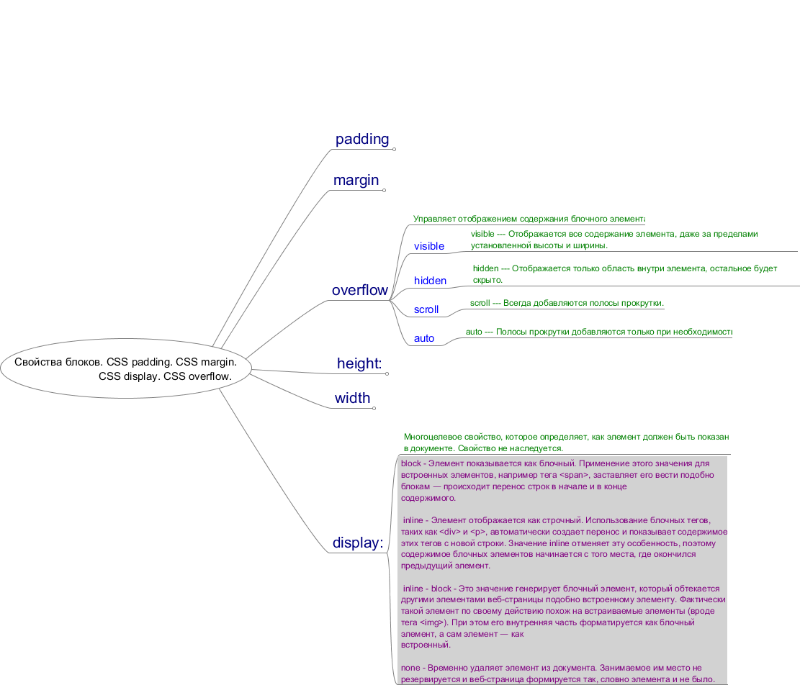 padding
margin
Управляет отображением содержания блочного элемента
visible
visible — Отображается все содержание элемента, даже за пределами
установленной высоты и ширины.
hidden
hidden — Отображается только область внутри элемента, остальное будет
скрыто.
overflow
scroll
scroll — Всегда добавляются полосы прокрутки.
auto
auto — Полосы прокрутки добавляются только при необходимости
Свойства блоков. CSS padding. CSS margin.
CSS display. CSS overflow.
height:
width
display:
Многоцелевое свойство, которое определяет, как элемент должен быть показан
в документе. Свойство не наследуется.
block - Элемент показывается как блочный. Применение этого значения для
встроенных элементов, например тега <span>, заставляет его вести подобно
блокам — происходит перенос строк в начале и в конце
содержимого.
inline - Элемент отображается как строчный. Использование блочных тегов,
таких как <div> и <p>, автоматически создает перенос и показывает содержимое
этих тегов с новой строки. Значение inline отменяет эту особенность, поэтому
содержимое блочных элементов начинается с того места, где окончился
предыдущий элемент.
inline - block - Это значение генерирует блочный элемент, который обтекается
другими элементами веб-страницы подобно встроенному элементу. Фактически
такой элемент по своему действию похож на встраиваемые элементы (вроде
тега <img>). При этом его внутренняя часть форматируется как блочный
элемент, а сам элемент — как
встроенный.
none - Временно удаляет элемент из документа. Занимаемое им место не
резервируется и веб-страница формируется так, словно элемента и не было.